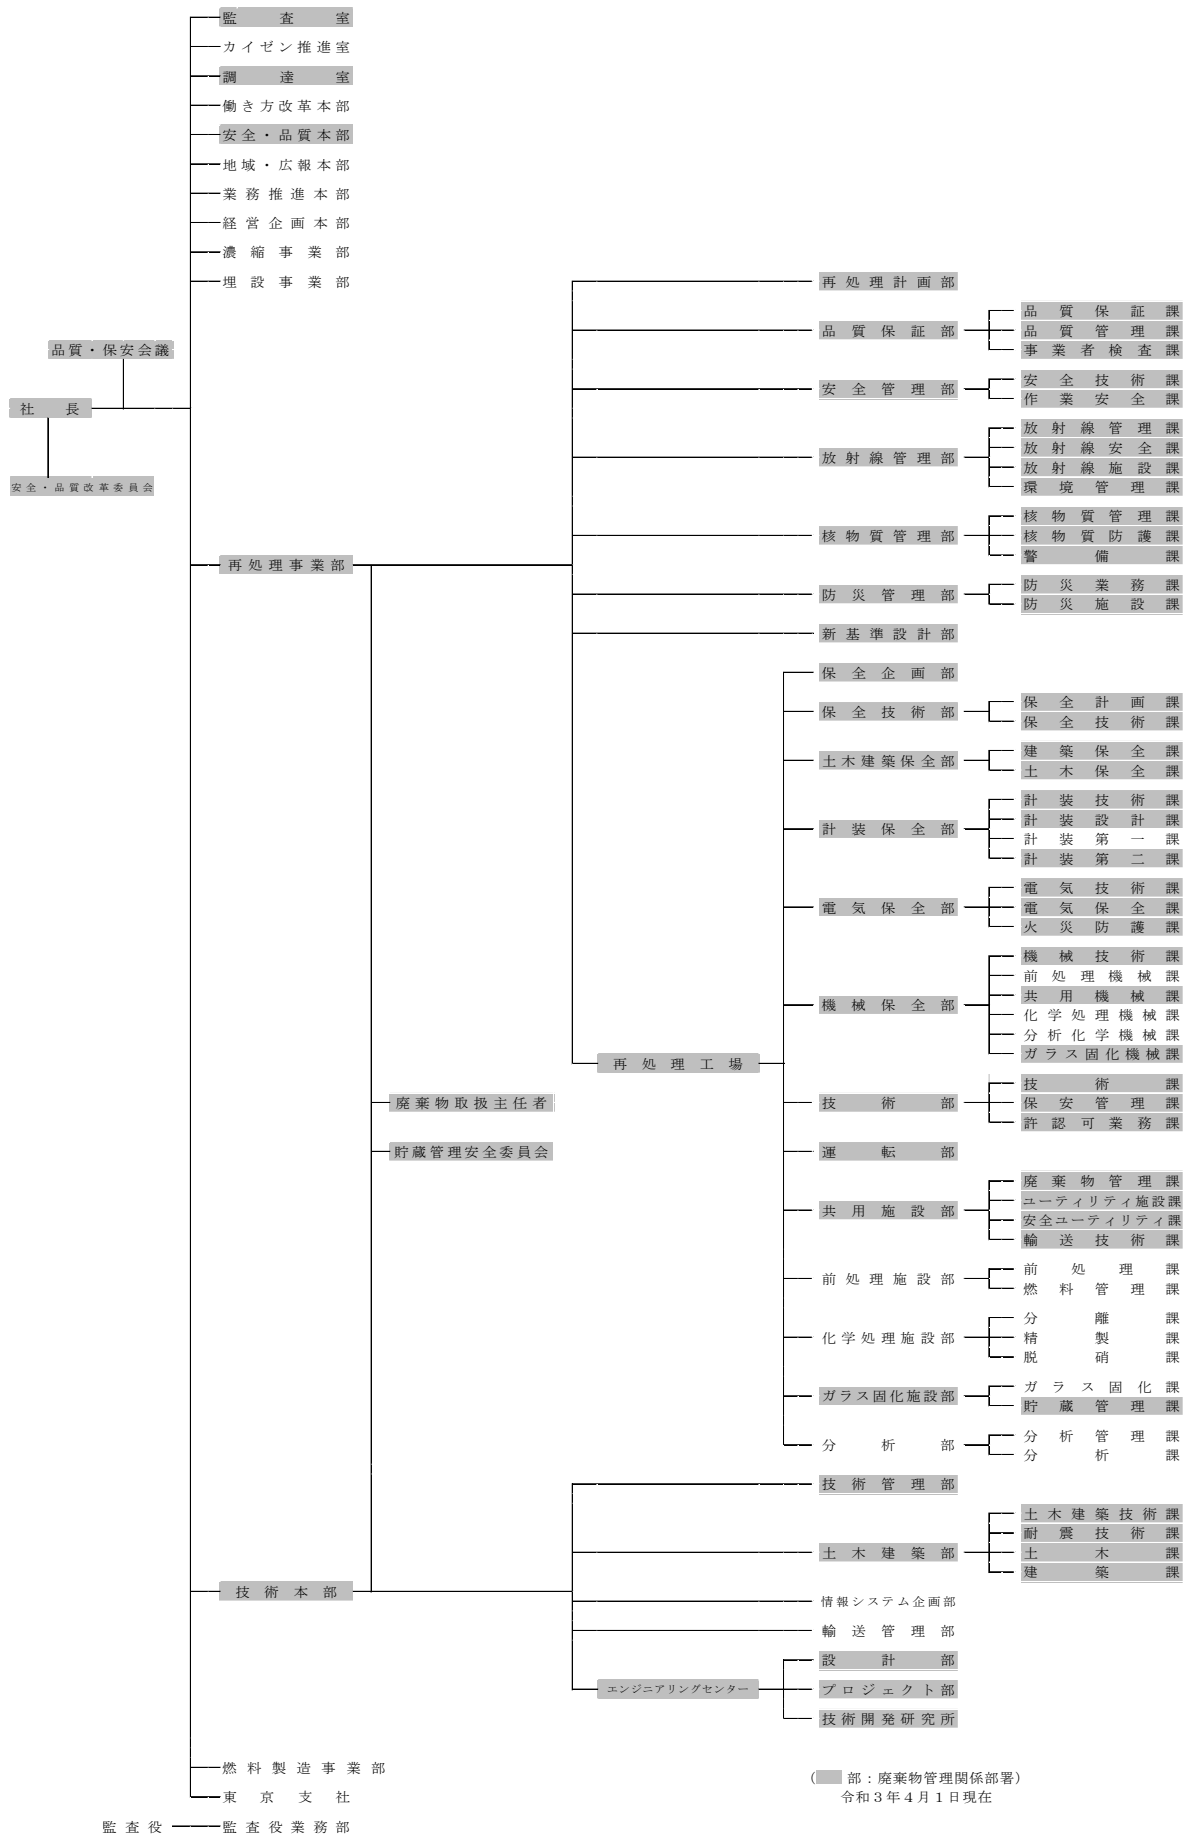 監査室
カイゼン推進室
調達室
働き方改革本部
安全・品質本部
地域・広報本部
業務推進本部
経営企画本部
濃縮事業部
埋設事業部
品質・保安会議
社長
安全・品質改革委員会
再処理事業部
廃棄物取扱主任者
貯蔵管理安全委員会
再処理計画部
品質保証部
品質保証課
品質管理課
事業者検査課
安全管理部
安全技術課
作業安全課
放射線管理部
放射線管理課
放射線安全課
放射線施設課
環境管理課
核物質管理部
核物質管理課
核物質防護課
警備課
防災管理部
防災業務課
防災施設課
新基準設計部
再処理工場
保全企画部
保全技術部
保全計画課
保全技術課
土木建築保全部
建築保全課
土木保全課
計装保全部
計装技術課
計装設計課
計装第一課
計装第二課
電気保全部
電気技術課
電気保全課
火災防護課
機械保全部
機械技術課
前処理機械課
共用機械課
化学処理機械課
分析化学機械課
ガラス固化機械課
技術部
技術課
保安管理課
許認可業務課
運転部
共用施設部
廃棄物管理課
ユーティリティ施設課
安全ユーティリティ課
輸送技術課
前処理施設部
前処理課
燃料管理課
化学処理施設部
分離課
精製課
脱硝課
ガラス固化施設部
ガラス固化課
貯蔵管理課
分析部
分析管理課
分析課
技術本部
技術管理部
土木建築部
土木建築技術課
耐震技術課
土木課
建築課
情報システム企画部
輸送管理部
エンジニアリングセンター
設計部
プロジェクト部
技術開発研究所
燃料製造事業部
東京支社
監査役
監査役業務部
(部：廃棄物管理関係部署)
令和３年４月１日現在